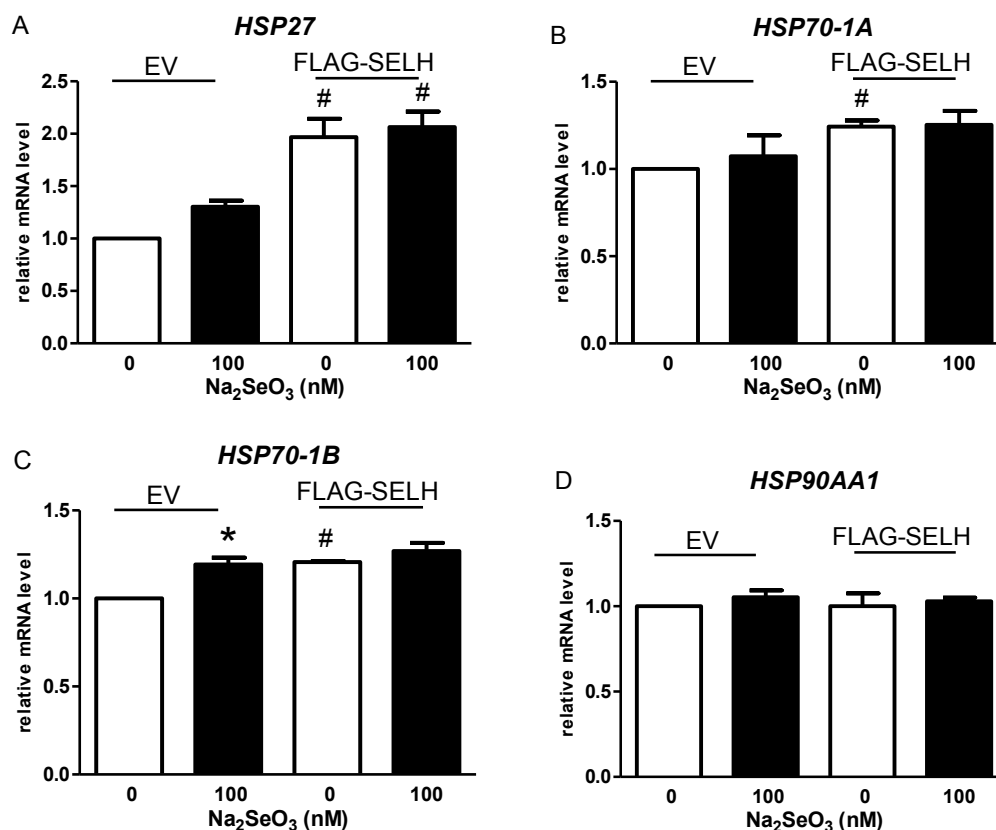 A
HSP27
EV
FLAG-SELH
# #
relative mRNA level
2.5
2.0
1.5
1.0
0.5
0.0
0 100 0 100
Na₂SeO₃ (nM)
B
HSP70-1A
EV
FLAG-SELH
#
relative mRNA level
1.5
1.0
0.5
0.0
0 100 0 100
Na₂SeO₃ (nM)
C
HSP70-1B
EV
FLAG-SELH
* #
relative mRNA level
1.5
1.0
0.5
0.0
0 100 0 100
Na₂SeO₃ (nM)
D
HSP90AA1
EV
FLAG-SELH
relative mRNA level
1.5
1.0
0.5
0.0
0 100 0 100
Na₂SeO₃ (nM)